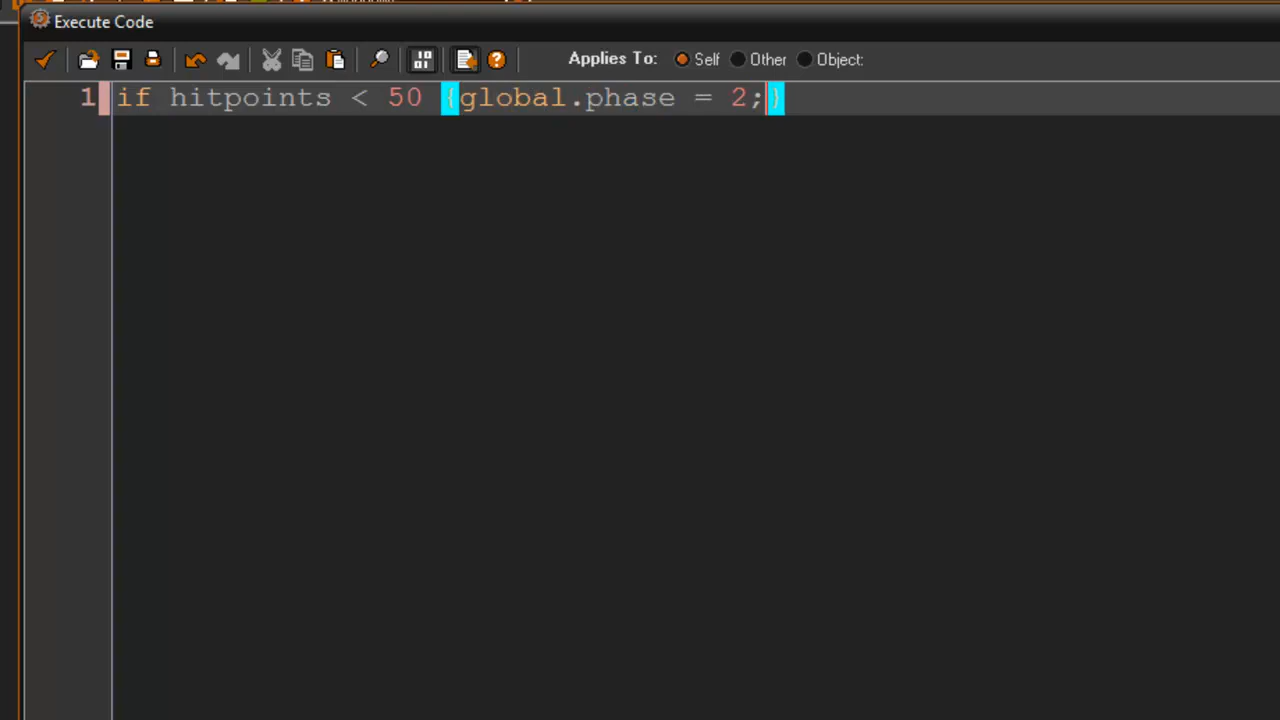 Execute Code
Applies To: Self Other Object:
1 if hitpoints < 50 {global.phase = 2;}